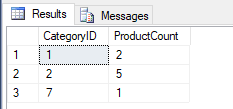 Results Messages
CategoryID ProductCount
1 1 2
2 2 5
3 7 1